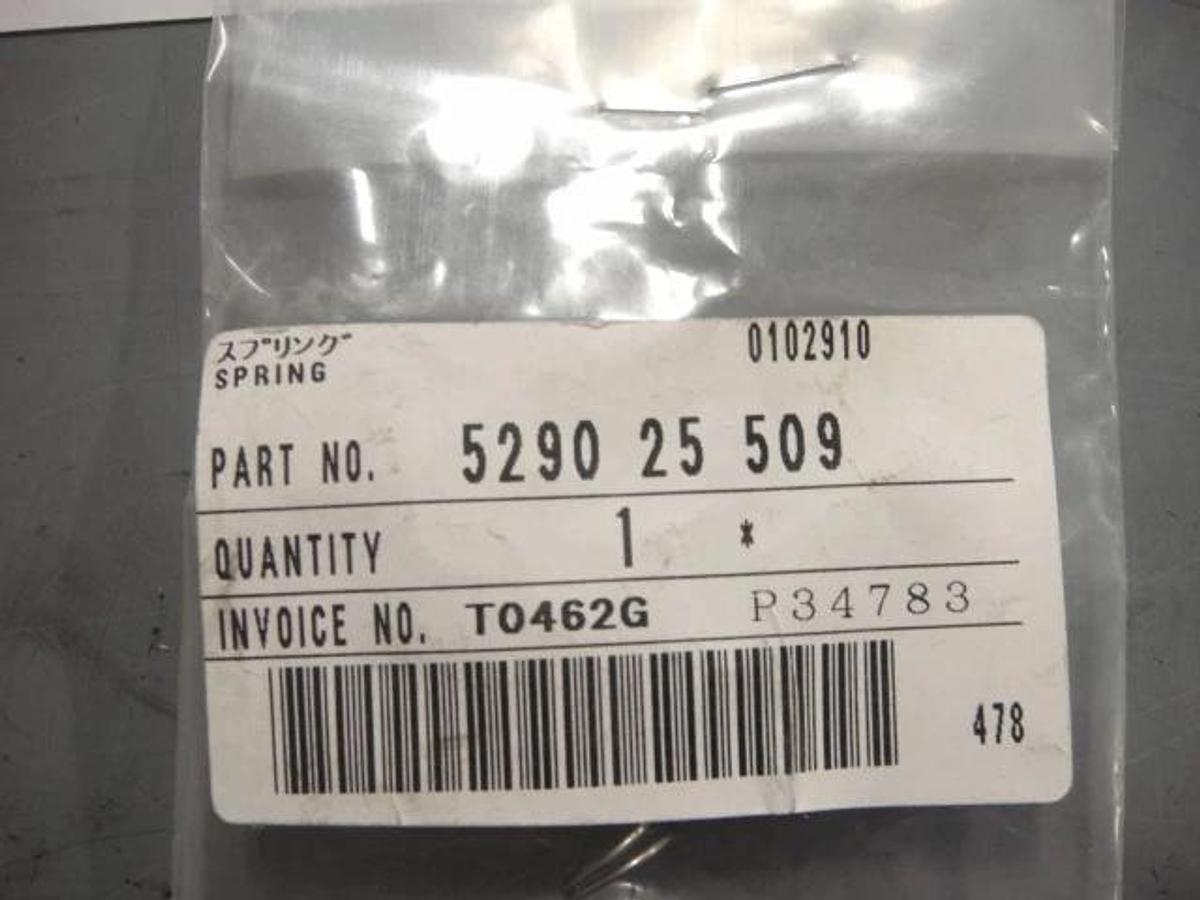 スプリング 0102910
SPRING
PART NO. 5290 25 509
QUANTITY 1 *
INVOICE NO. T0462G P34783
478